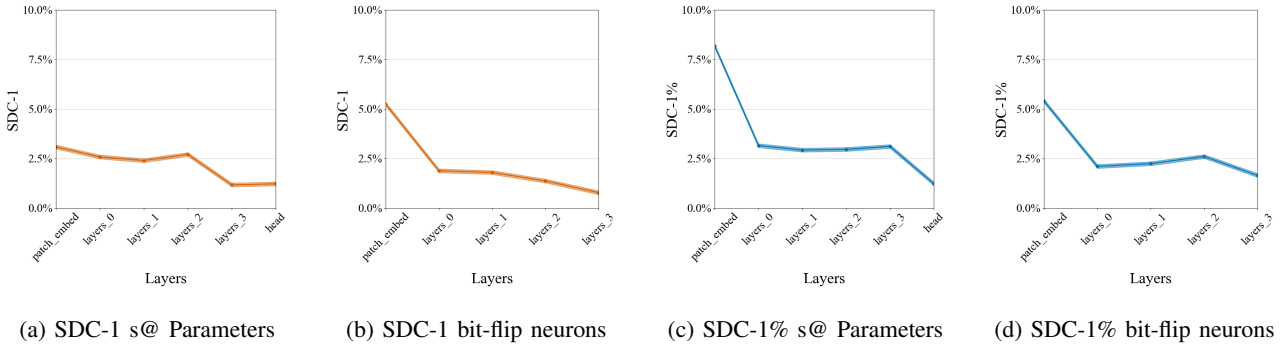 10.0%
7.5%
5.0%
2.5%
0.0%
SDC-1
patch_embed
layers_0
layers_1
layers_2
layers_3
head
Layers
(a) SDC-1 s@ Parameters
10.0%
7.5%
5.0%
2.5%
0.0%
SDC-1
patch_embed
layers_0
layers_1
layers_2
layers_3
Layers
(b) SDC-1 bit-flip neurons
10.0%
7.5%
5.0%
2.5%
0.0%
SDC-1%
patch_embed
layers_0
layers_1
layers_2
layers_3
head
Layers
(c) SDC-1% s@ Parameters
10.0%
7.5%
5.0%
2.5%
0.0%
SDC-1%
patch_embed
layers_0
layers_1
layers_2
layers_3
Layers
(d) SDC-1% bit-flip neurons